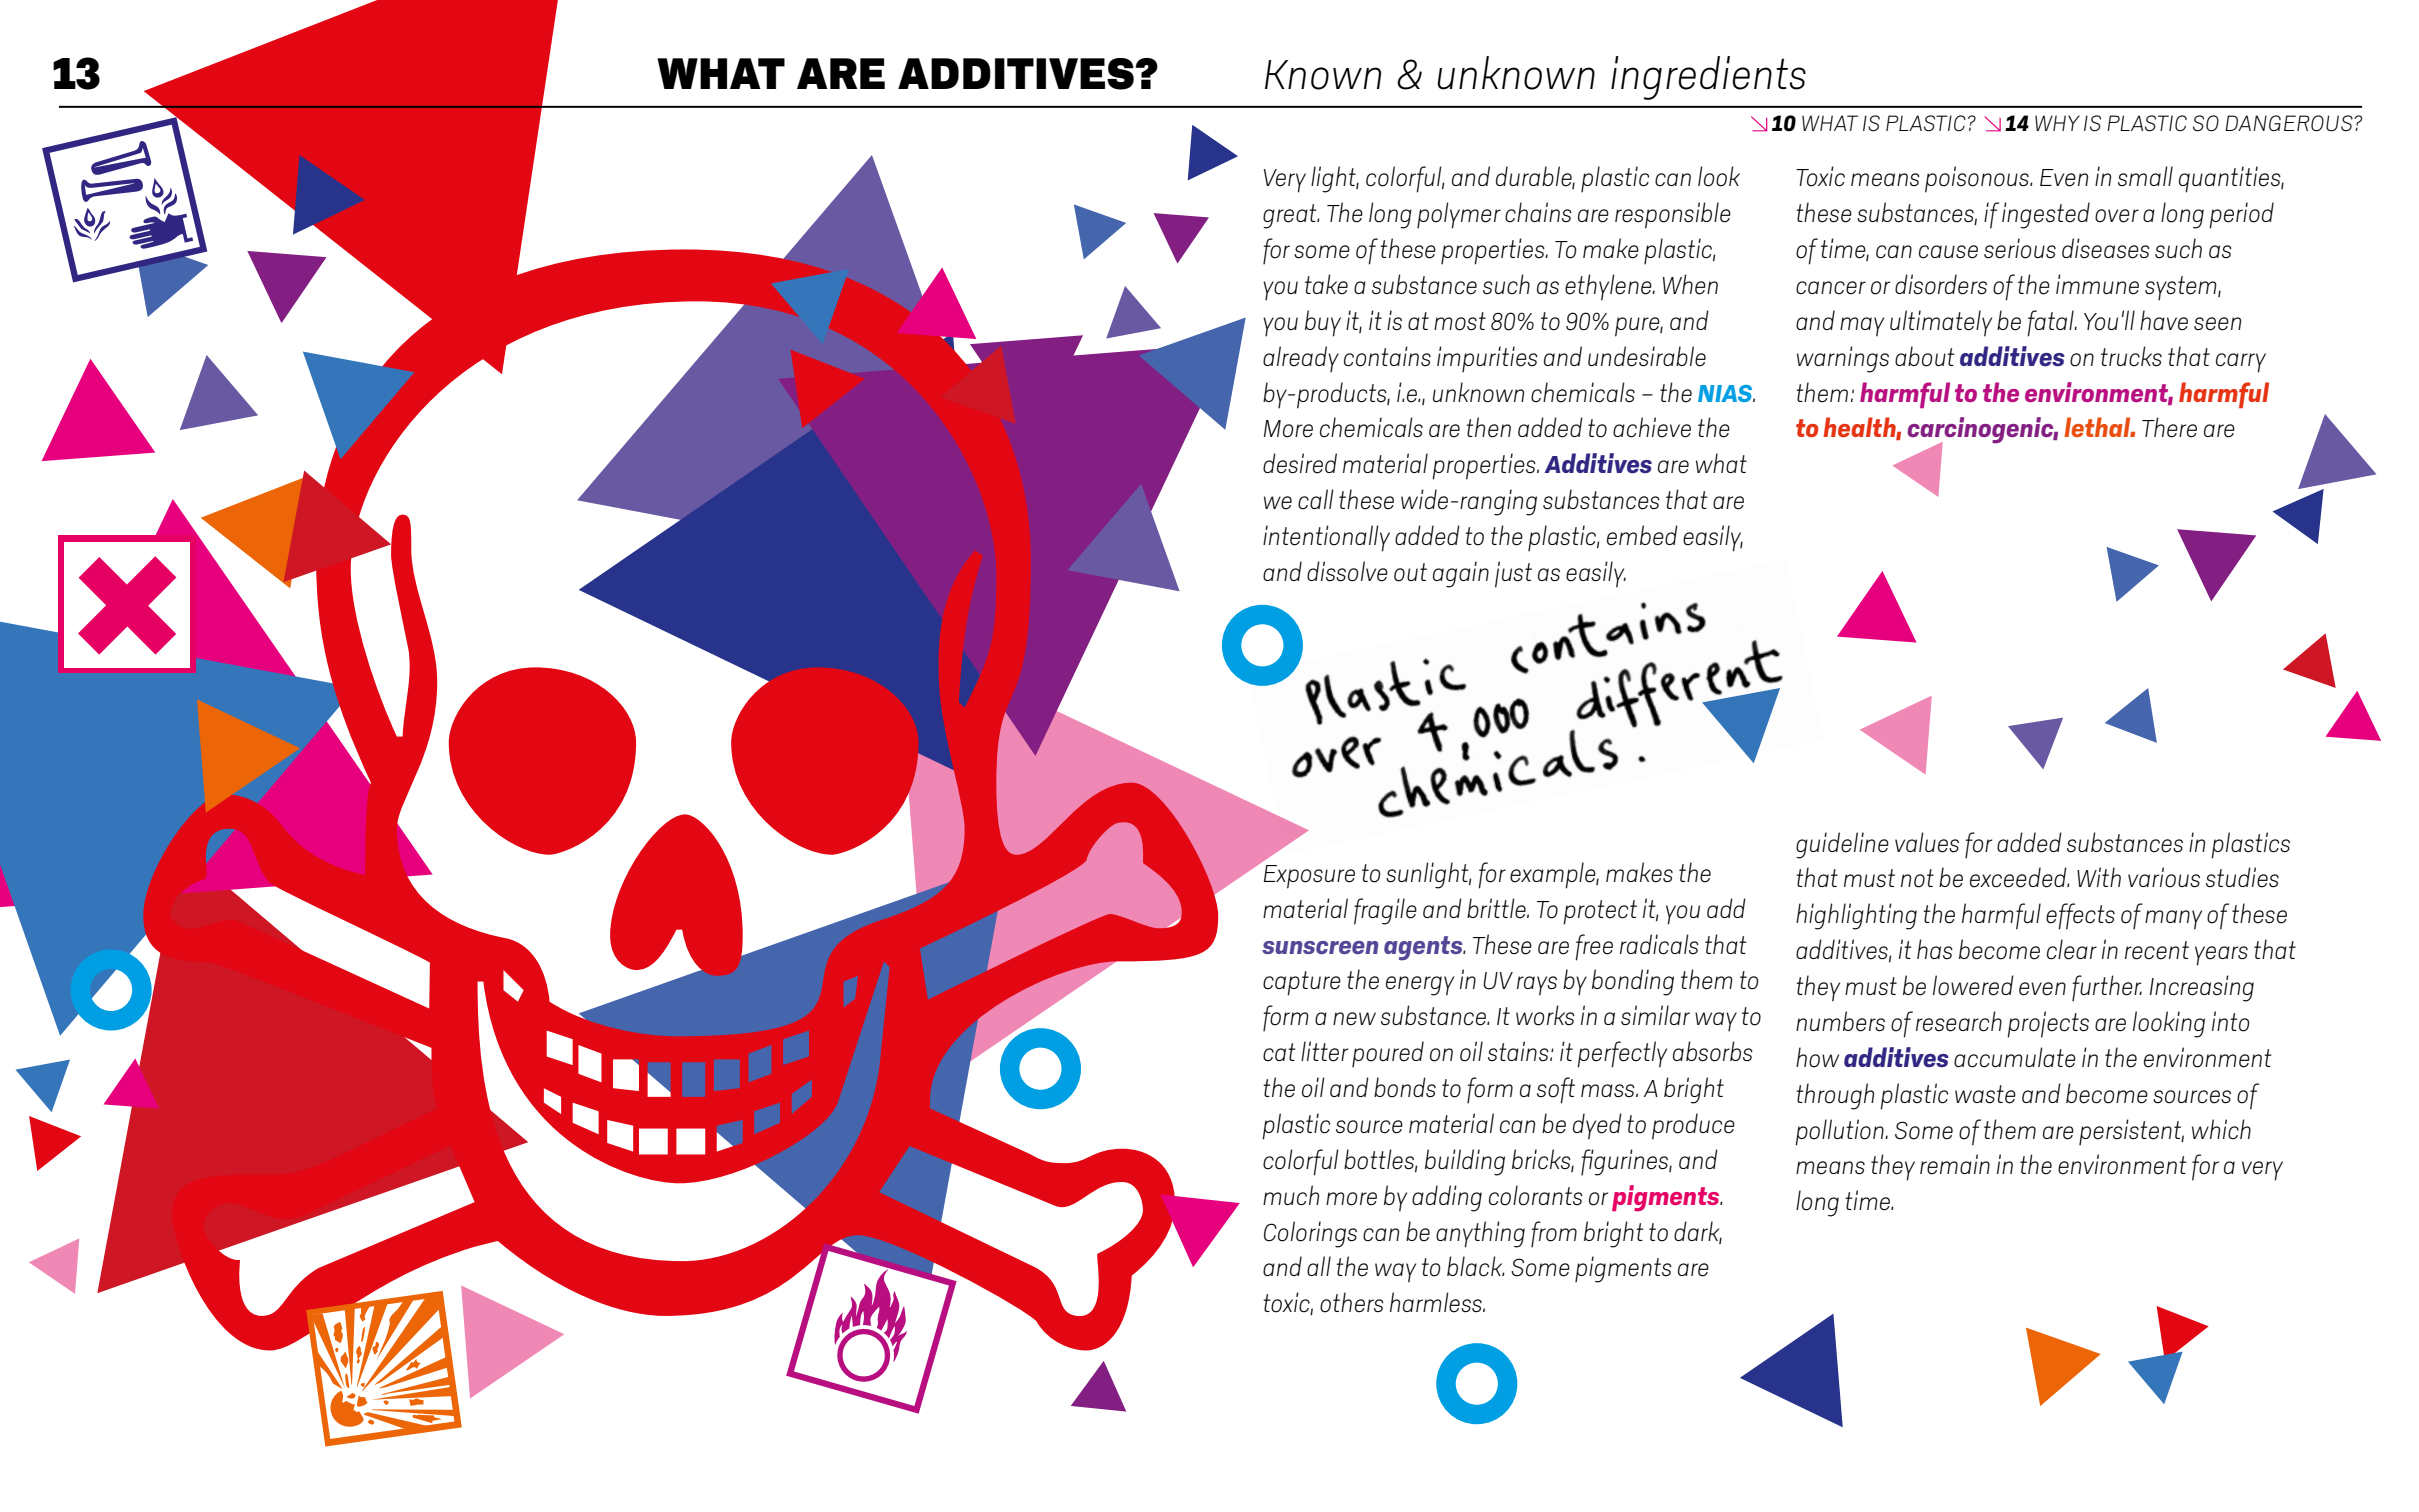 13
WHAT ARE ADDITIVES?
Known & unknown ingredients
↘10 WHAT IS PLASTIC? ↘14 WHY IS PLASTIC SO DANGEROUS?
Very light, colorful, and durable, plastic can look
great. The long polymer chains are responsible
for some of these properties. To make plastic,
you take a substance such as ethylene. When
you buy it, it is at most 80% to 90% pure, and
already contains impurities and undesirable
by-products, i.e., unknown chemicals – the NIAS.
More chemicals are then added to achieve the
desired material properties. Additives are what
we call these wide-ranging substances that are
intentionally added to the plastic, embed easily,
and dissolve out again just as easily.
Plastic contains
over 4,000 different
chemicals.
Exposure to sunlight, for example, makes the
material fragile and brittle. To protect it, you add
sunscreen agents. These are free radicals that
capture the energy in UV rays by bonding them to
form a new substance. It works in a similar way to
cat litter poured on oil stains: it perfectly absorbs
the oil and bonds to form a soft mass. A bright
plastic source material can be dyed to produce
colorful bottles, building bricks, figurines, and
much more by adding colorants or pigments.
Colorings can be anything from bright to dark,
and all the way to black. Some pigments are
toxic, others harmless.
Toxic means poisonous. Even in small quantities,
these substances, if ingested over a long period
of time, can cause serious diseases such as
cancer or disorders of the immune system,
and may ultimately be fatal. You'll have seen
warnings about additives on trucks that carry
them: harmful to the environment, harmful
to health, carcinogenic, lethal. There are
guideline values for added substances in plastics
that must not be exceeded. With various studies
highlighting the harmful effects of many of these
additives, it has become clear in recent years that
they must be lowered even further. Increasing
numbers of research projects are looking into
how additives accumulate in the environment
through plastic waste and become sources of
pollution. Some of them are persistent, which
means they remain in the environment for a very
long time.